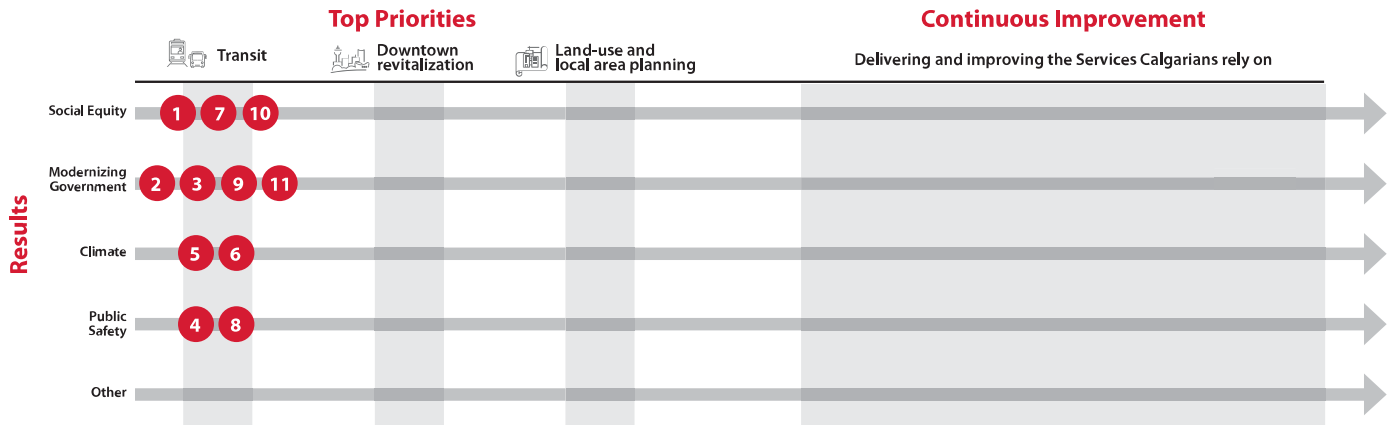 Top Priorities
Continuous Improvement
Transit
Downtown
revitalization
Land-use and
local area planning
Delivering and improving the Services Calgarians rely on
Results
Social Equity
1 7 10
Modernizing
Government
2 3 9 11
Climate
5 6
Public
Safety
4 8
Other